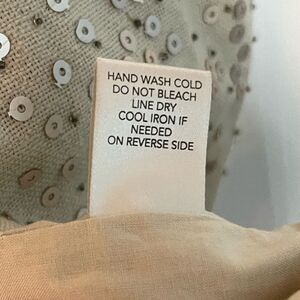 HAND WASH COLD
DO NOT BLEACH
LINE DRY
COOL IRON IF
NEEDED
ON REVERSE SIDE